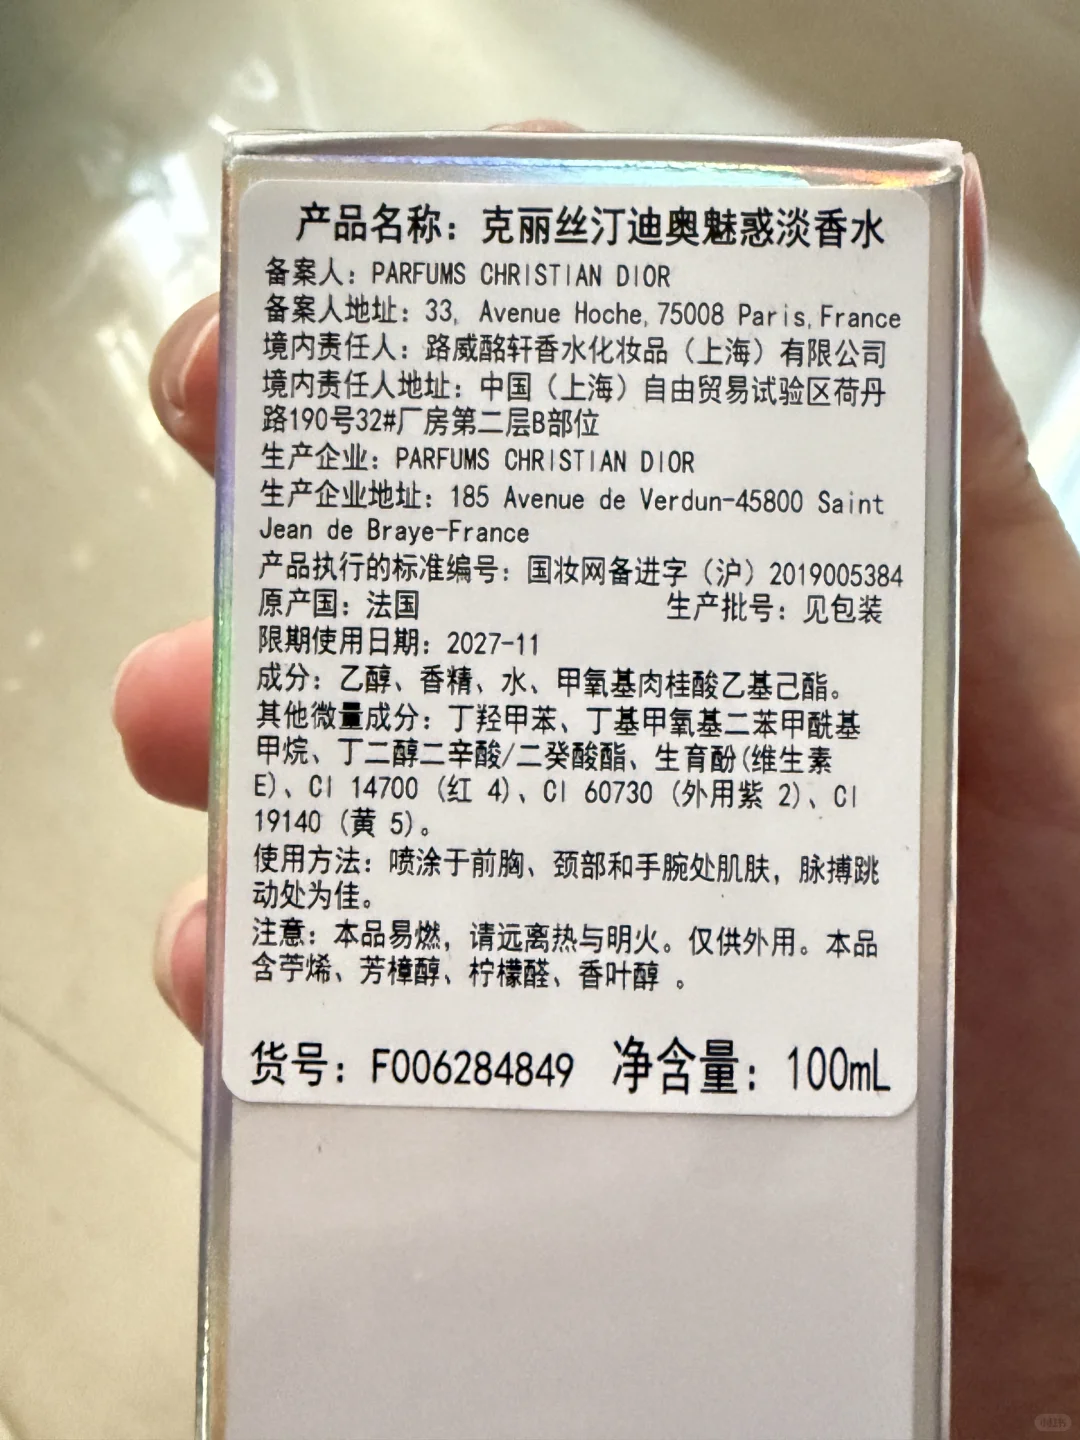 产品名称：克丽丝汀迪奥魅惑淡香水
备案人：PARFUMS CHRISTIAN DIOR
备案人地址：33, Avenue Hoche,75008 Paris,France
境内责任人：路威酩轩香水化妆品（上海）有限公司
境内责任人地址：中国（上海）自由贸易试验区荷丹
路190号32#厂房第二层B部位
生产企业：PARFUMS CHRISTIAN DIOR
生产企业地址：185 Avenue de Verdun-45800 Saint
Jean de Braye-France
产品执行的标准编号：国妆网备进字（沪）2019005384
原产国：法国 生产批号：见包装
限期使用日期：2027-11
成分：乙醇、香精、水、甲氧基肉桂酸乙基己酯。
其他微量成分：丁羟甲苯、丁基甲氧基二苯甲酰基
甲烷、丁二醇二辛酸/二癸酸酯、生育酚(维生素
E)、CI 14700 (红 4)、CI 60730 (外用紫 2)、CI
19140 (黄 5)。
使用方法：喷涂于前胸、颈部和手腕处肌肤，脉搏跳
动处为佳。
注意：本品易燃，请远离热与明火。仅供外用。本品
含苧烯、芳樟醇、柠檬醛、香叶醇 。
货号：F006284849 净含量：100mL
小红书